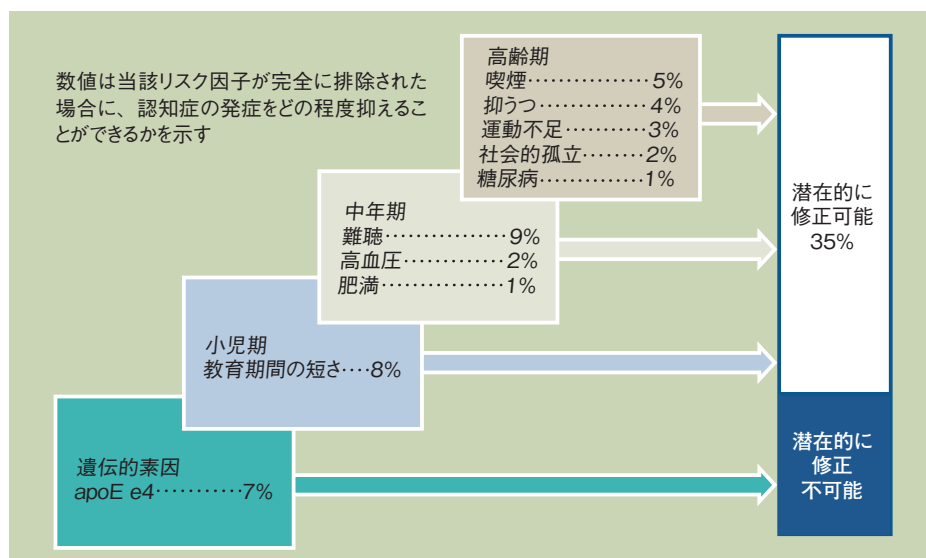 数値は当該リスク因子が完全に排除された
場合に、認知症の発症をどの程度抑えるこ
とができるかを示す
高齢期
喫煙················5%
抑うつ·············4%
運動不足···········3%
社会的孤立········2%
糖尿病·············1%
中年期
難聴················9%
高血圧·············2%
肥満················1%
小児期
教育期間の短さ····8%
遺伝的素因
apoE e4···········7%
潜在的に
修正可能
35%
潜在的に
修正
不可能